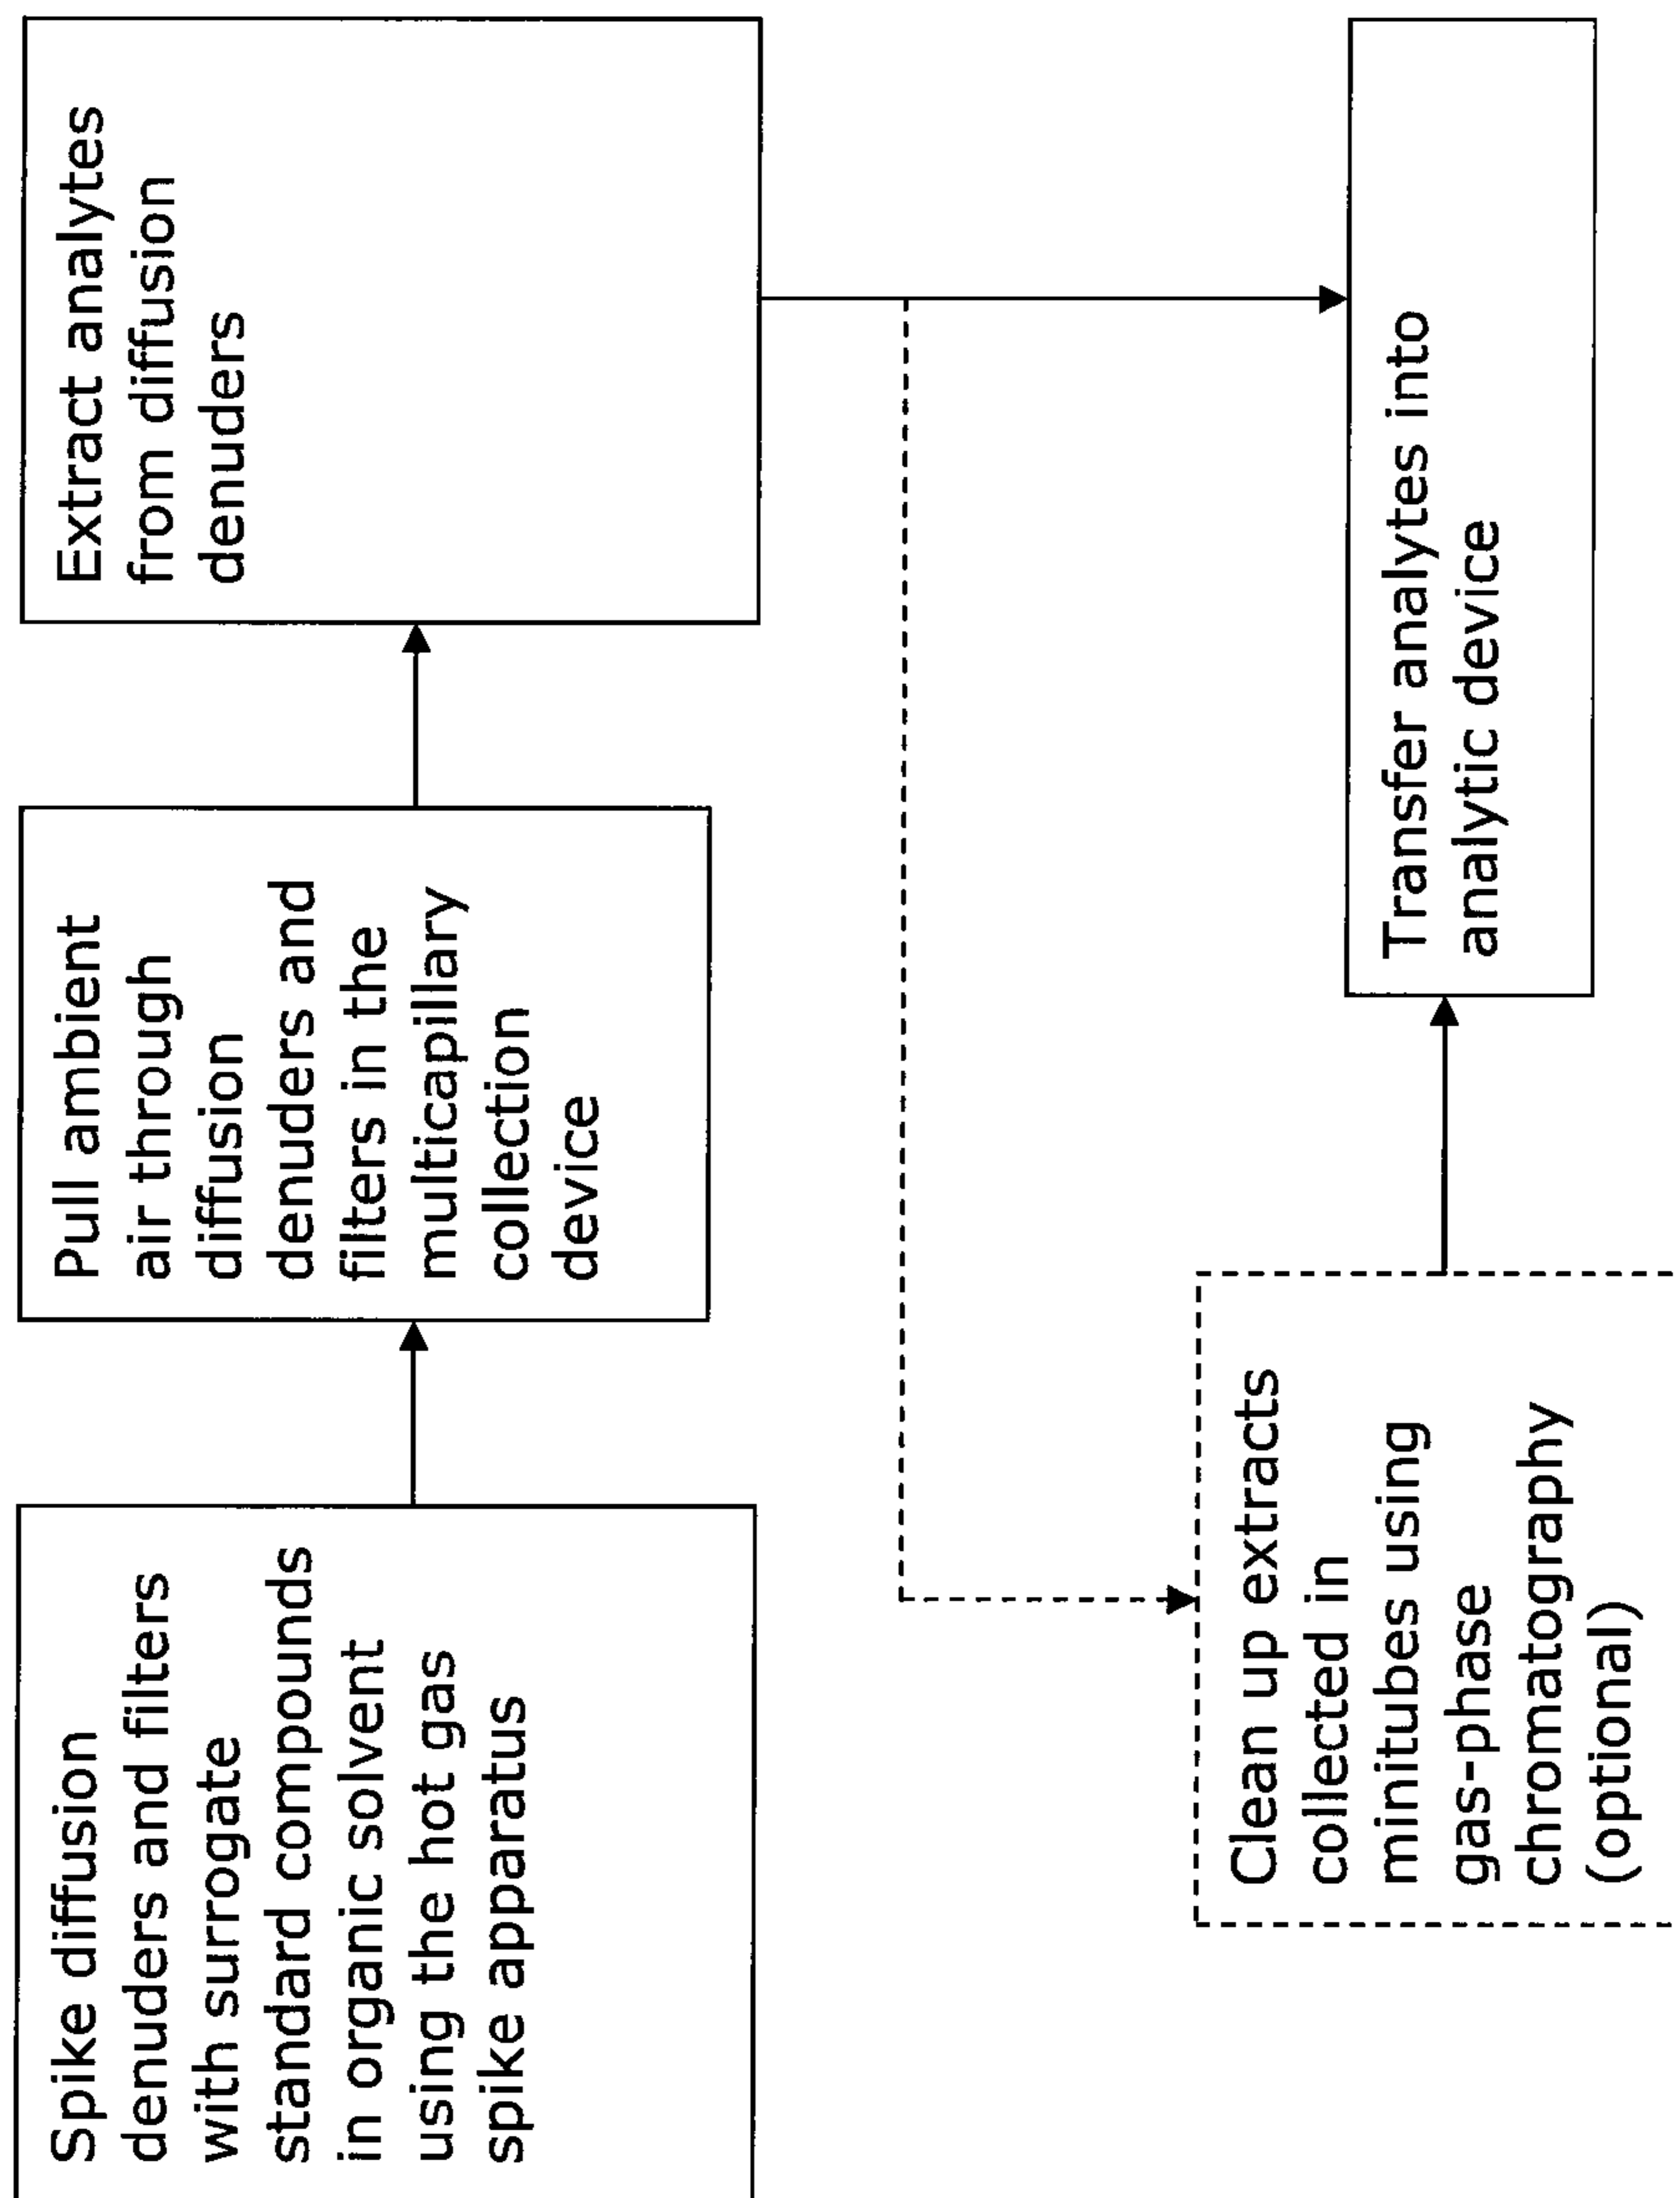 Spike diffusion
denuders and filters
with surrogate
standard compounds
in organic solvent
using the hot gas
spike apparatus
Pull ambient
air through
diffusion
denuders and
filters in the
multicapillary
collection
device
Extract analytes
from diffusion
denuders
Clean up extracts
collected in
minitubes using
gas-phase
chromatography
(optional)
Transfer analytes into
analytic device